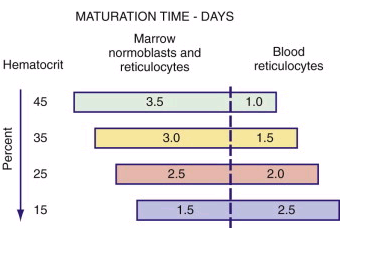 MATURATION TIME - DAYS
Marrow
normoblasts and
reticulocytes
Blood
reticulocytes
Hematocrit
Percent
45 3.5 1.0
35 3.0 1.5
25 2.5 2.0
15 1.5 2.5